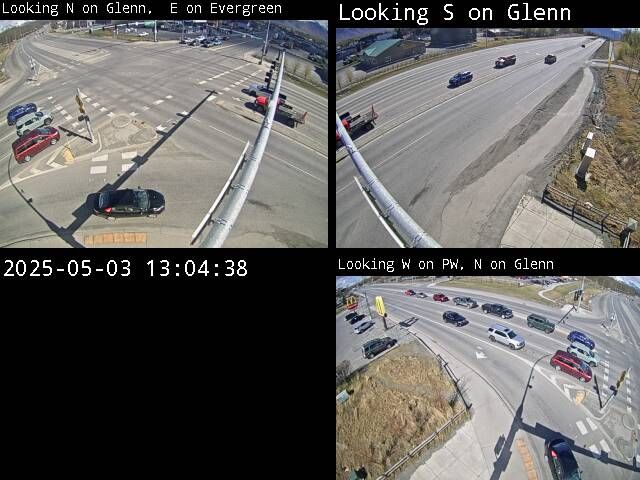 Looking N on Glenn,  E on Evergreen
Looking S on Glenn
2025-05-03 13:04:38
Looking W on PW, N on Glenn